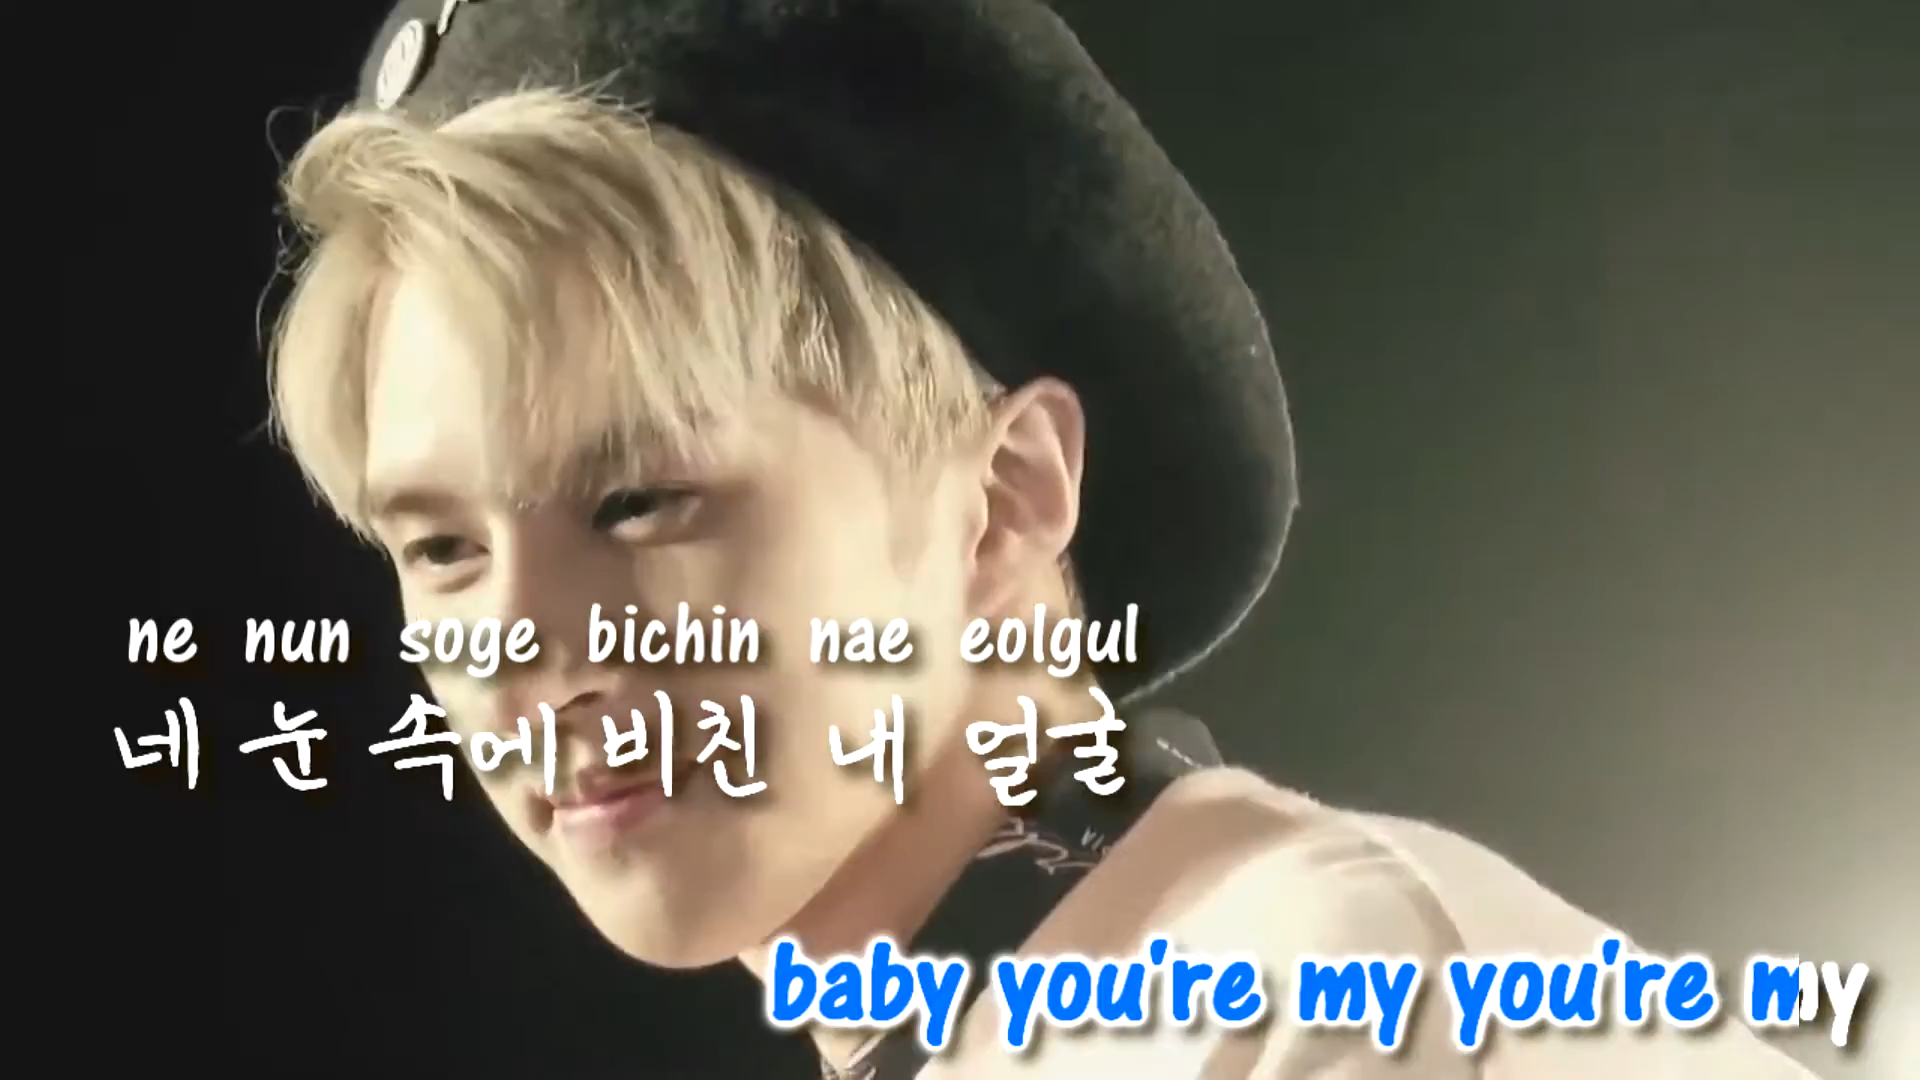 ne nun soge bichin nae eolgul
네 눈 속에 비친 내 얼굴
baby you're my you're my